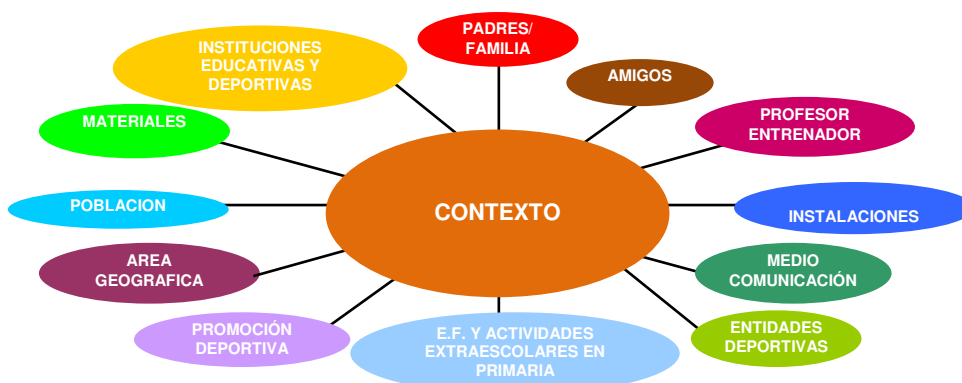 PADRES/
FAMILIA
INSTITUCIONES
EDUCATIVAS Y
DEPORTIVAS
AMIGOS
MATERIALES
PROFESOR
ENTRENADOR
POBLACION
CONTEXTO
INSTALACIONES
AREA
GEOGRAFICA
MEDIO
COMUNICACIÓN
PROMOCIÓN
DEPORTIVA
E.F. Y ACTIVIDADES
EXTRAESCOLARES EN
PRIMARIA
ENTIDADES
DEPORTIVAS